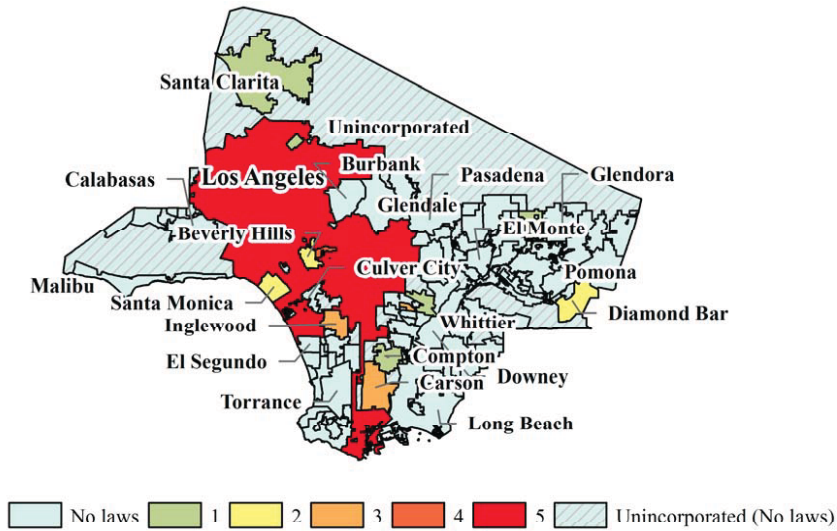 Santa Clarita
Unincorporated
Burbank
Pasadena
Glendora
Calabasas
Los Angeles
Glendale
Beverly Hills
El Monte
Culver City
Pomona
Malibu
Santa Monica
Inglewood
Whittier
Diamond Bar
El Segundo
Compton
Downey
Carson
Torrance
Long Beach
No laws 1 2 3 4 5 Unincorporated (No laws)